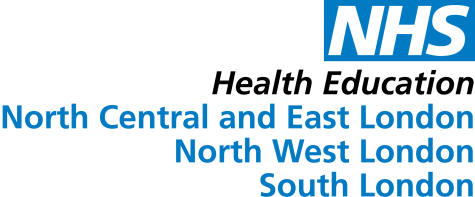 NHS
Health Education
North Central and East London
North West London
South London